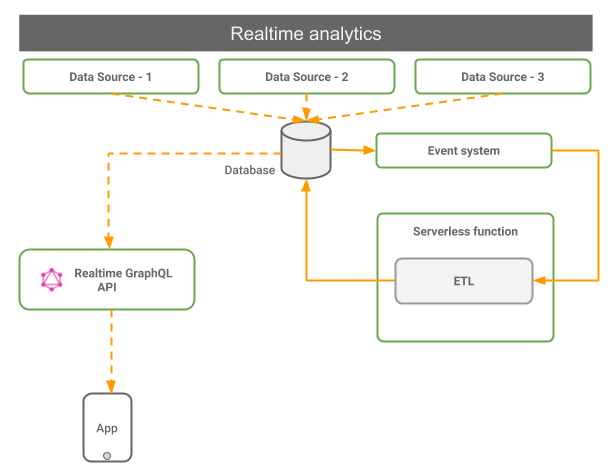 Realtime analytics
Data Source - 1
Data Source - 2
Data Source - 3
Database
Event system
Serverless function
ETL
Realtime GraphQL
API
App